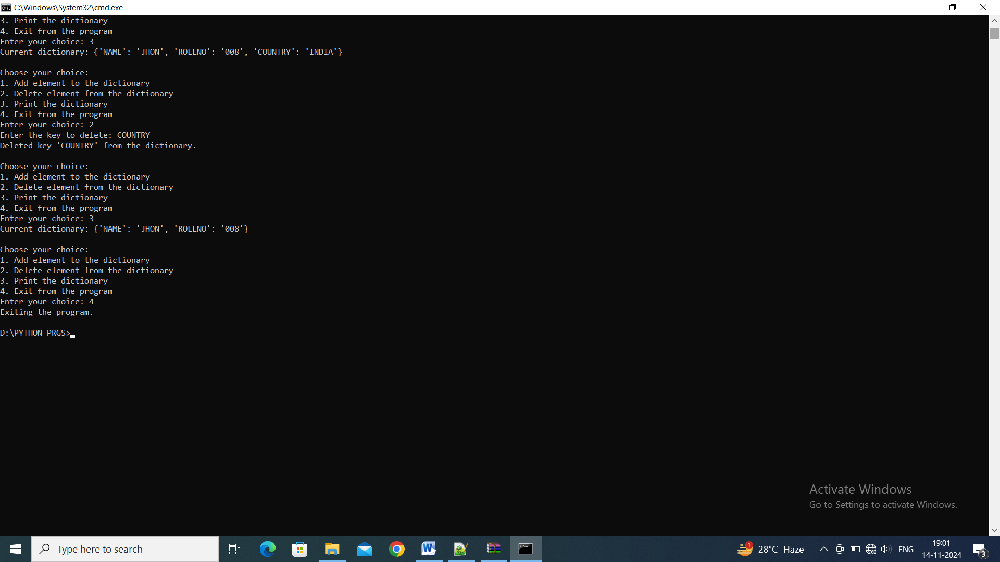 C:\Windows\System32\cmd.exe
3. Print the dictionary
4. Exit from the program
Enter your choice: 3
Current dictionary: {'NAME': 'JHON', 'ROLLNO': '008', 'COUNTRY': 'INDIA'}
Choose your choice:
1. Add element to the dictionary
2. Delete element from the dictionary
3. Print the dictionary
4. Exit from the program
Enter your choice: 2
Enter the key to delete: COUNTRY
Deleted key 'COUNTRY' from the dictionary.
Choose your choice:
1. Add element to the dictionary
2. Delete element from the dictionary
3. Print the dictionary
4. Exit from the program
Enter your choice: 3
Current dictionary: {'NAME': 'JHON', 'ROLLNO': '008'}
Choose your choice:
1. Add element to the dictionary
2. Delete element from the dictionary
3. Print the dictionary
4. Exit from the program
Enter your choice: 4
Exiting the program.
D:\PYTHON PRGS>
Activate Windows
Go to Settings to activate Windows.
Type here to search
1
28°C Haze
ENG
19:01
14-11-2024
3